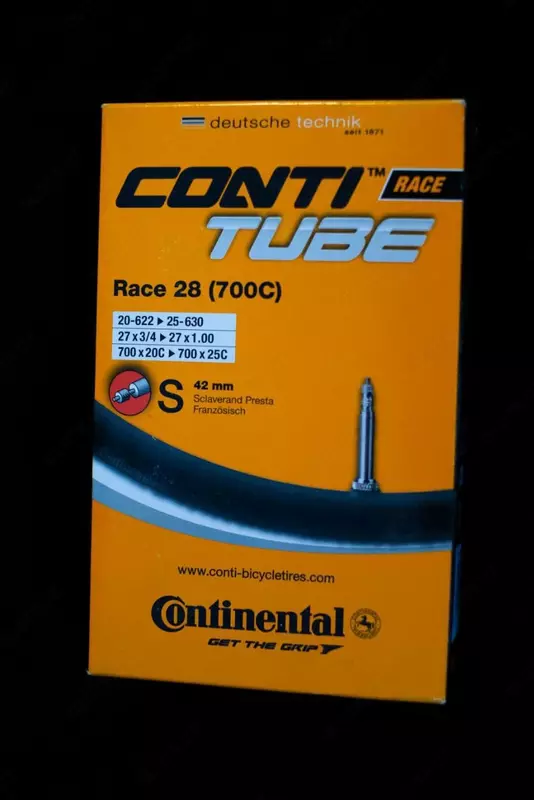 deutsche technik
seit 1871
CONTI™ RACE
TUBE
Race 28 (700C)
20-622 ▸ 25-630
27 x 3/4 ▸ 27 x 1.00
700 x 20C ▸ 700 x 25C
S 42 mm
Sclaverand Presta
Französisch
www.conti-bicycletires.com
Continental
GET THE GRIP